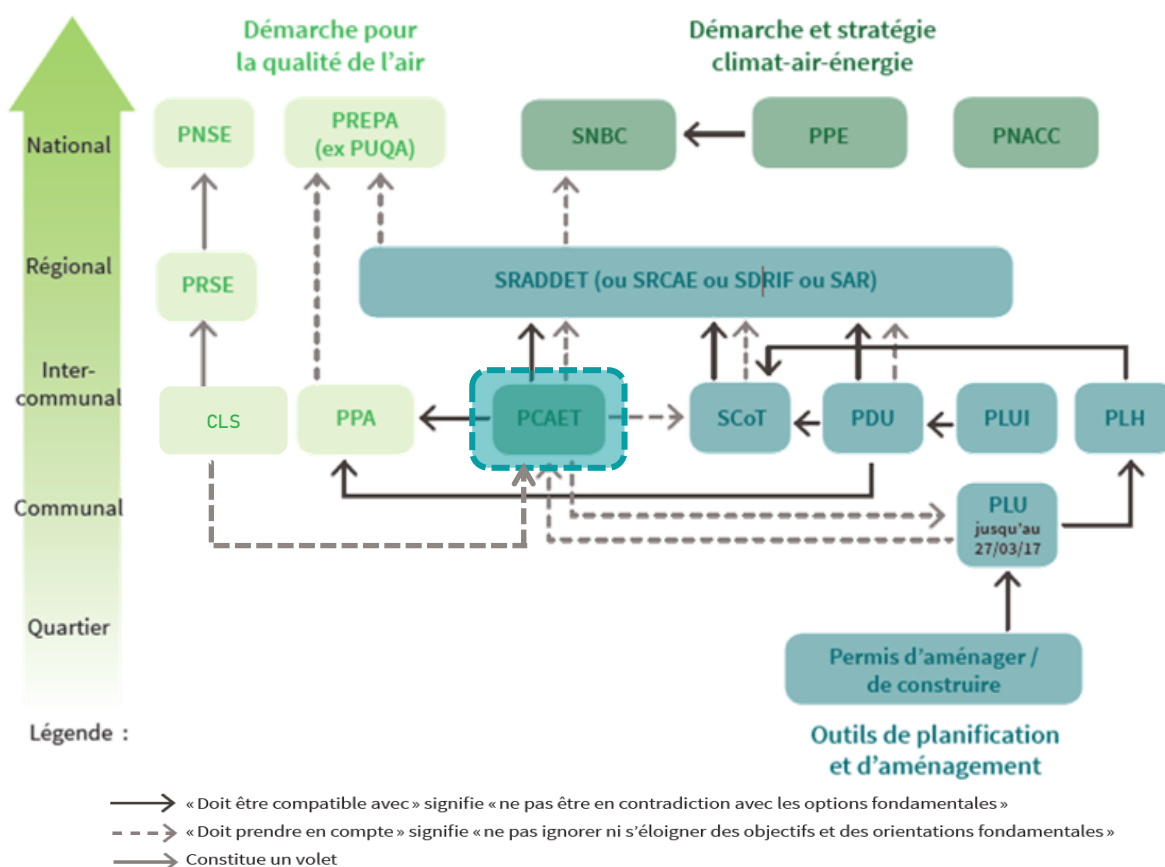 Démarche pour
la qualité de l'air
Démarche et stratégie
climat-air-énergie
National
PNSE
PREPA
(ex PUQA)
SNBC
PPE
PNACC
Régional
PRSE
SRADDET (ou SRCAE ou SDRIF ou SAR)
Inter-
communal
CLS
PPA
PCAET
SCoT
PDU
PLUI
PLH
Communal
PLU
jusqu'au
27/03/17
Quartier
Permis d'aménager /
de construire
Légende :
Outils de planification
et d'aménagement
« Doit être compatible avec » signifie « ne pas être en contradiction avec les options fondamentales »
« Doit prendre en compte » signifie « ne pas ignorer ni s'éloigner des objectifs et des orientations fondamentales »
Constitue un volet